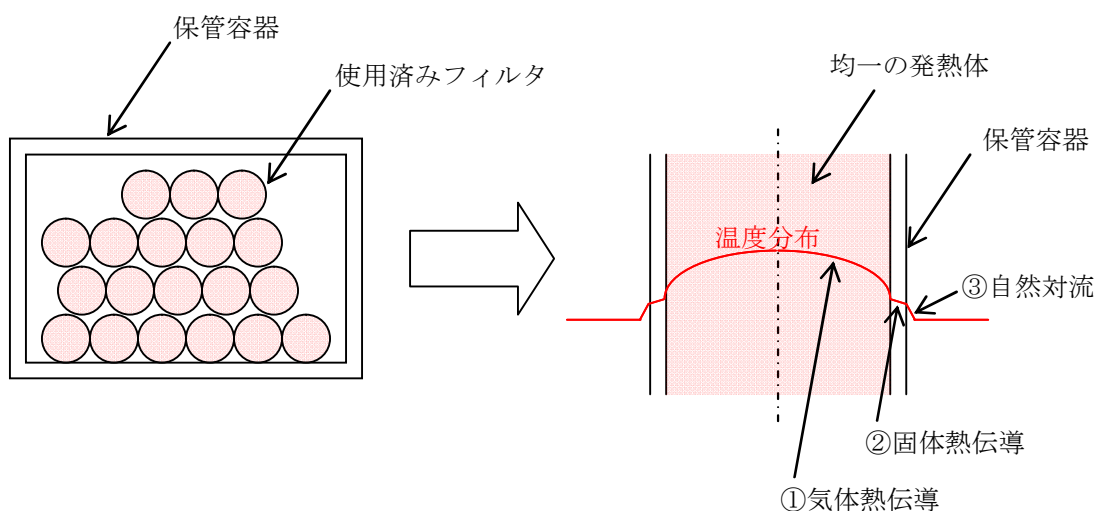 保管容器
使用済みフィルタ
均一の発熱体
保管容器
温度分布
③自然対流
②固体熱伝導
①気体熱伝導